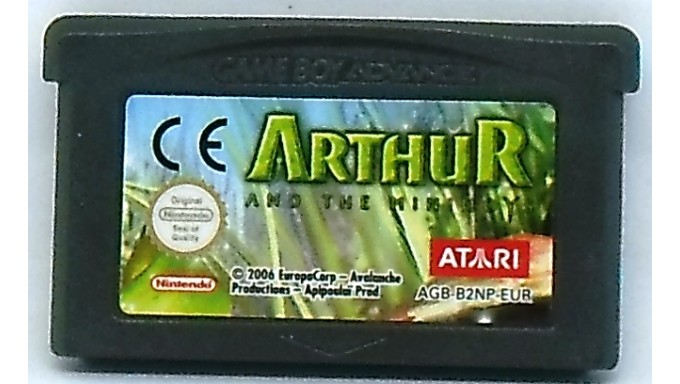 GAME BOY ADVANCE
CE ARTHUR
AND THE MINI
Original
Nintendo
Seal of
Quality
ATARI
Nintendo
© 2006 EuropaCorp – Avalanche
Productions – Apipoulaï Prod
AGB-B2NP-EUR